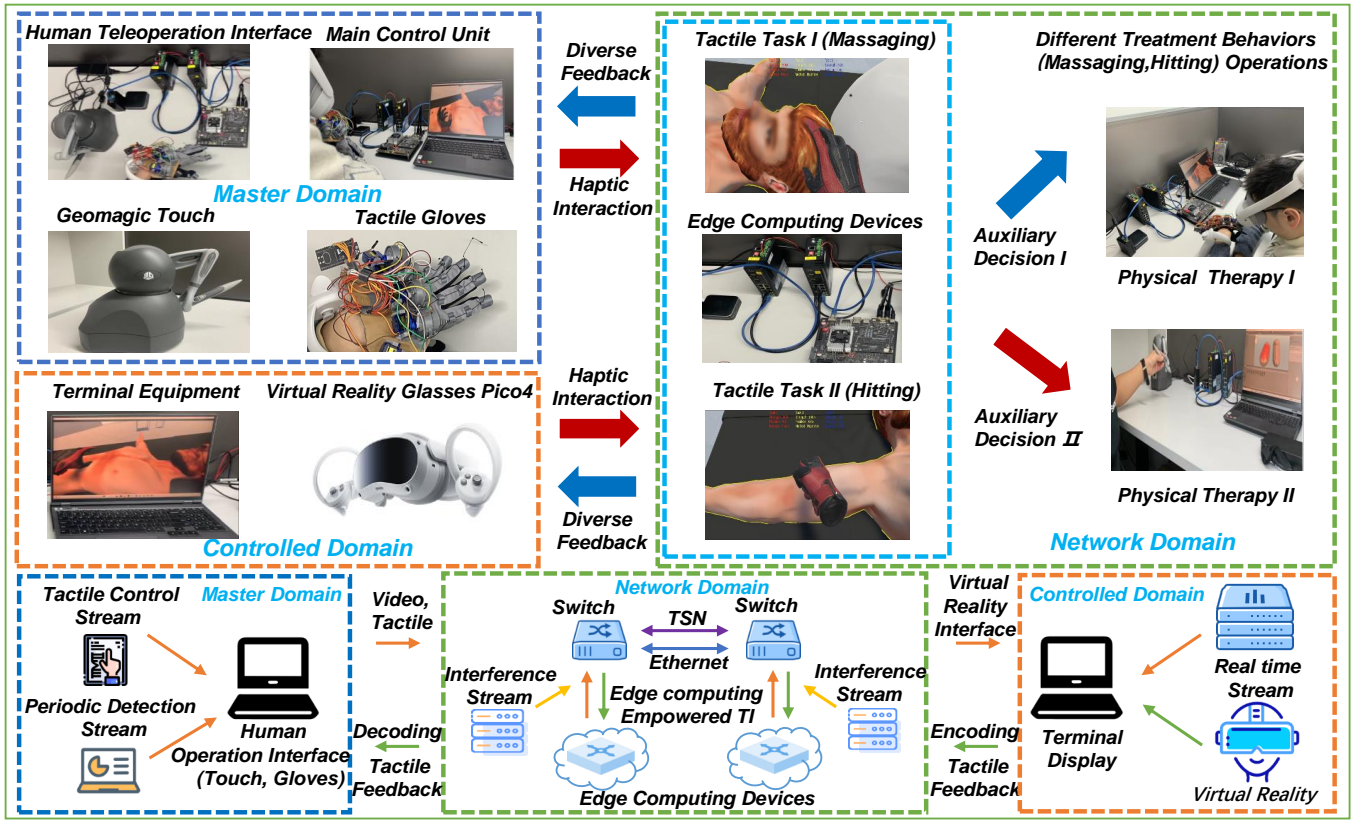 Human Teleoperation Interface
Main Control Unit
Master Domain
Geomagic Touch
Tactile Gloves
Diverse
Feedback
Haptic
Interaction
Terminal Equipment
Virtual Reality Glasses Pico4
Controlled Domain
Haptic
Interaction
Diverse
Feedback
Tactile Task I (Massaging)
Edge Computing Devices
Tactile Task II (Hitting)
Auxiliary
Decision I
Auxiliary
Decision Ⅱ
Different Treatment Behaviors
(Massaging,Hitting) Operations
Physical Therapy I
Physical Therapy II
Network Domain
Tactile Control
Stream
Master Domain
Periodic Detection
Stream
Human
Operation Interface
(Touch, Gloves)
Video,
Tactile
Decoding
Tactile
Feedback
Network Domain
Switch
TSN
Switch
Ethernet
Interference
Stream
Edge computing
Empowered TI
Interference
Stream
Edge Computing Devices
Virtual
Reality
Interface
Encoding
Tactile
Feedback
Controlled Domain
Real time
Stream
Terminal
Display
Virtual Reality